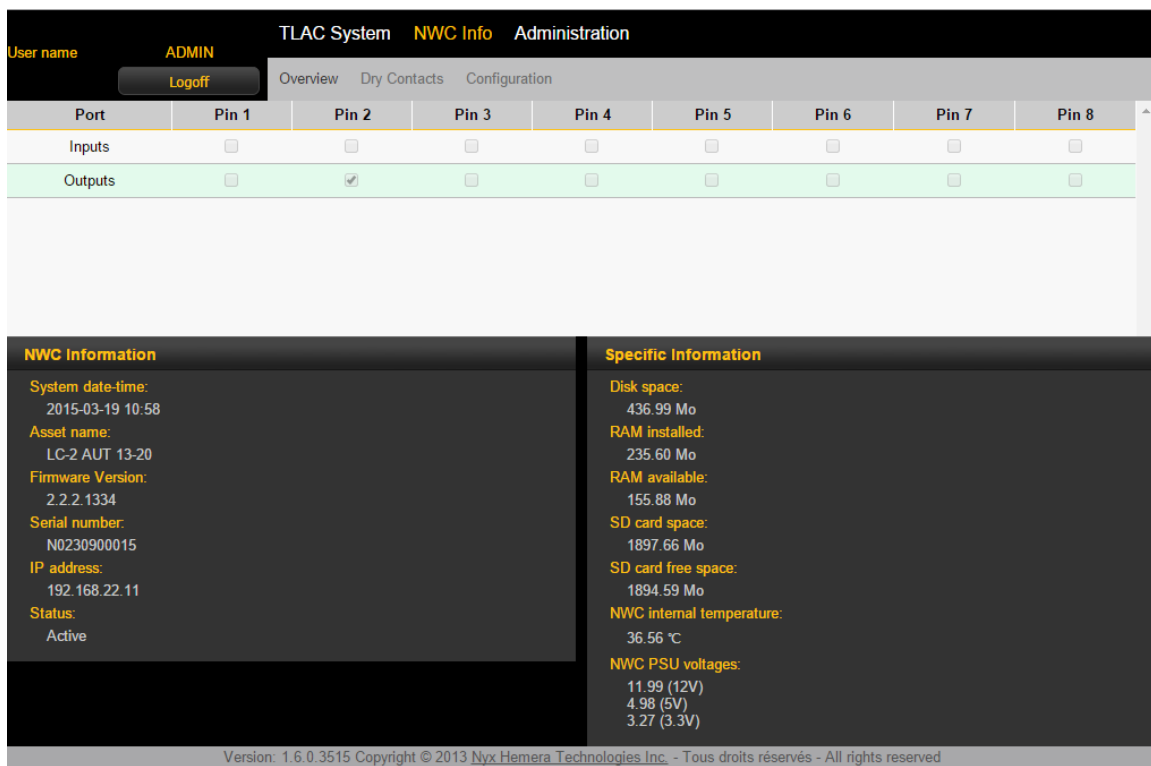 TLAC System NWC Info Administration
User name ADMIN
Logoff
Overview Dry Contacts Configuration
Port Pin 1 Pin 2 Pin 3 Pin 4 Pin 5 Pin 6 Pin 7 Pin 8
Inputs
Outputs
NWC Information
System date-time:
2015-03-19 10:58
Asset name:
LC-2 AUT 13-20
Firmware Version:
2.2.2.1334
Serial number:
N0230900015
IP address:
192.168.22.11
Status:
Active
Specific Information
Disk space:
436.99 Mo
RAM installed:
235.60 Mo
RAM available:
155.88 Mo
SD card space:
1897.66 Mo
SD card free space:
1894.59 Mo
NWC internal temperature:
36.56 ℃
NWC PSU voltages:
11.99 (12V)
4.98 (5V)
3.27 (3.3V)
Version: 1.6.0.3515 Copyright © 2013 Nyx Hemera Technologies Inc. - Tous droits réservés - All rights reserved